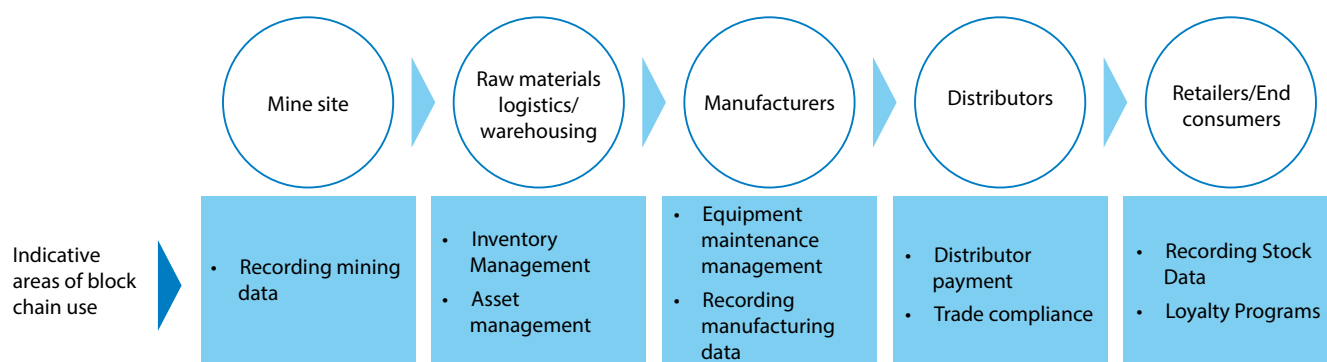 Mine site
Raw materials
logistics/
warehousing
Manufacturers
Distributors
Retailers/End
consumers
Indicative
areas of block
chain use
• Recording mining
data
• Inventory
Management
• Asset
management
• Equipment
maintenance
management
• Recording
manufacturing
data
• Distributor
payment
• Trade compliance
• Recording Stock
Data
• Loyalty Programs